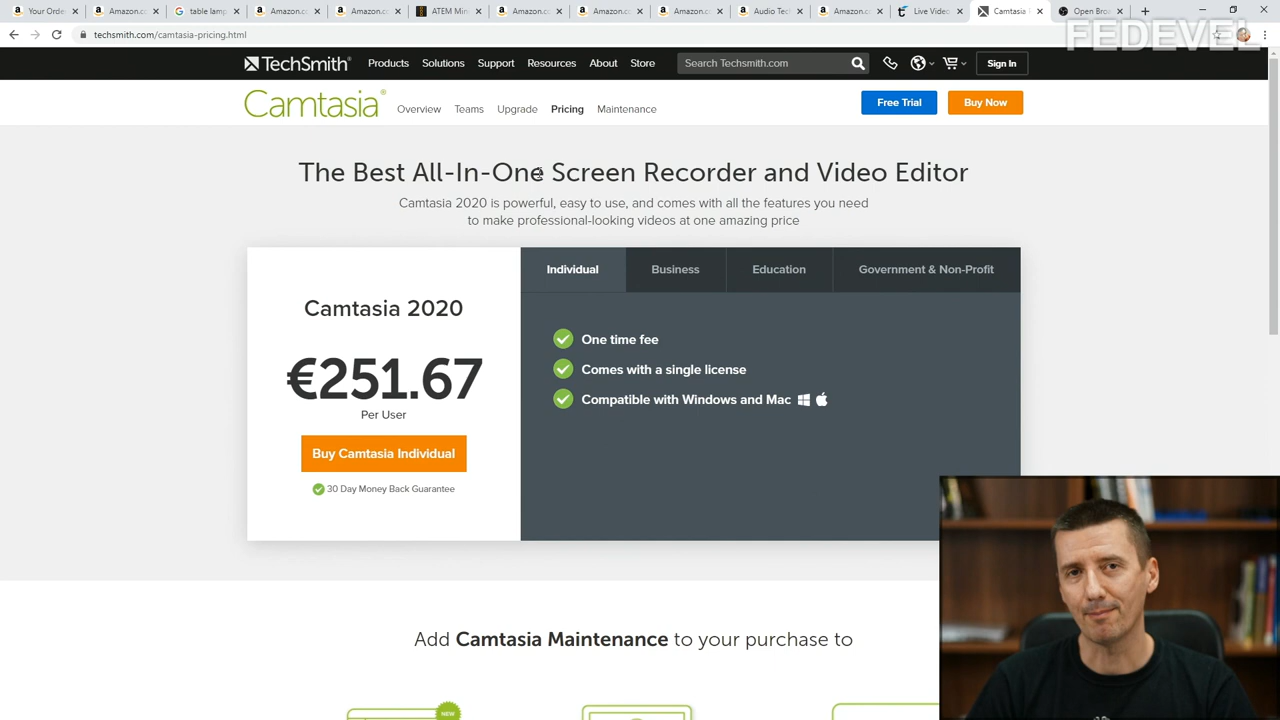 Your Orde
Amazon.c
table lamp
Amazon.co
Amazon.co
ATEM Min
Amazon.co
Amazon.co
Amazon.co
Audio Tec
Amazon.co
Live Video
Camtasia
Open Bro
techsmith.com/camtasia-pricing.html
FEDEVEL
TechSmith Products Solutions Support Resources About Store Search Techsmith.com Sign In
Camtasia® Overview Teams Upgrade Pricing Maintenance Free Trial Buy Now
The Best All-In-One Screen Recorder and Video Editor
Camtasia 2020 is powerful, easy to use, and comes with all the features you need
to make professional-looking videos at one amazing price
Individual Business Education Government & Non-Profit
Camtasia 2020
€251.67
Per User
Buy Camtasia Individual
30 Day Money Back Guarantee
One time fee
Comes with a single license
Compatible with Windows and Mac
Add Camtasia Maintenance to your purchase to
NEW